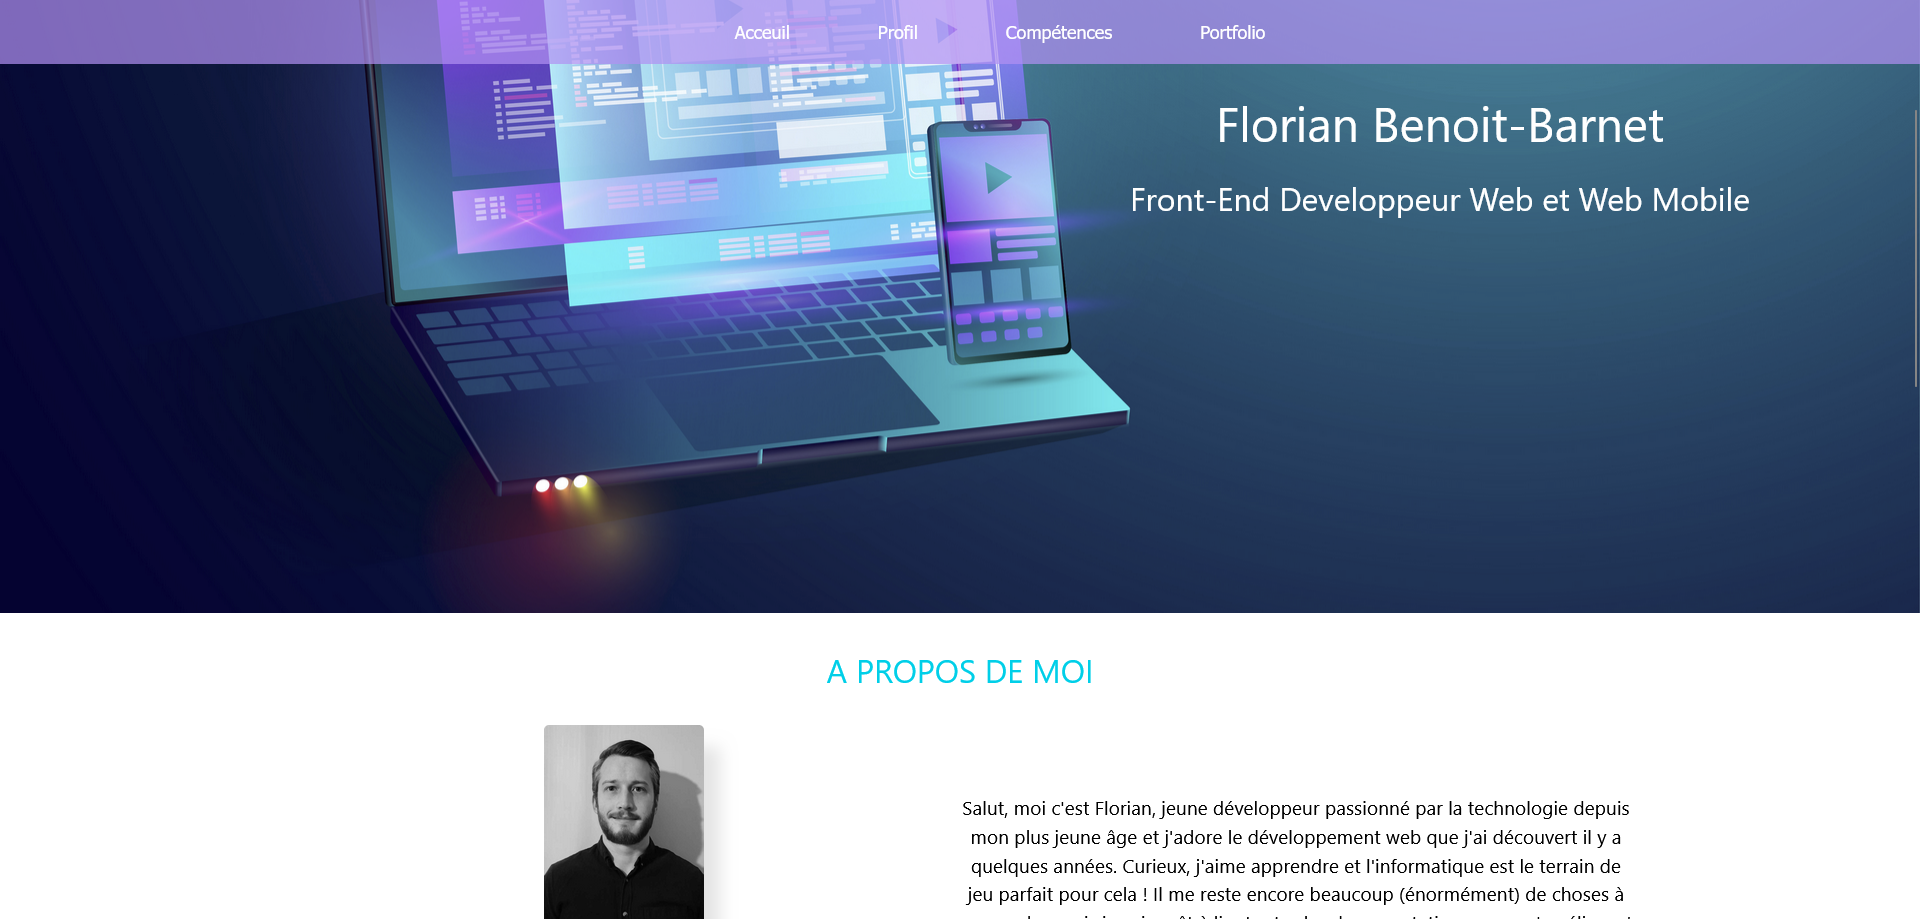 Acceuil Profil Compétences Portfolio
Florian Benoit-Barnet
Front-End Developpeur Web et Web Mobile
A PROPOS DE MOI
Salut, moi c'est Florian, jeune développeur passionné par la technologie depuis
mon plus jeune âge et j'adore le développement web que j'ai découvert il y a
quelques années. Curieux, j'aime apprendre et l'informatique est le terrain de
jeu parfait pour cela ! Il me reste encore beaucoup (énormément) de choses à